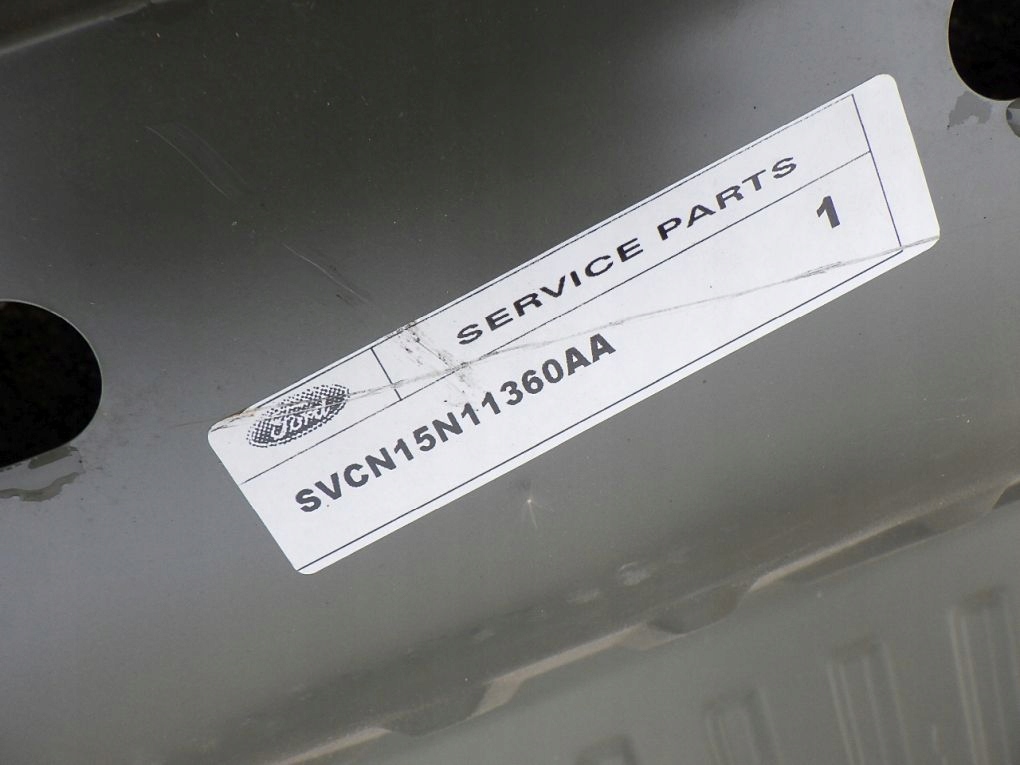 SERVICE PARTS
1
Ford
SVCN15N11360AA